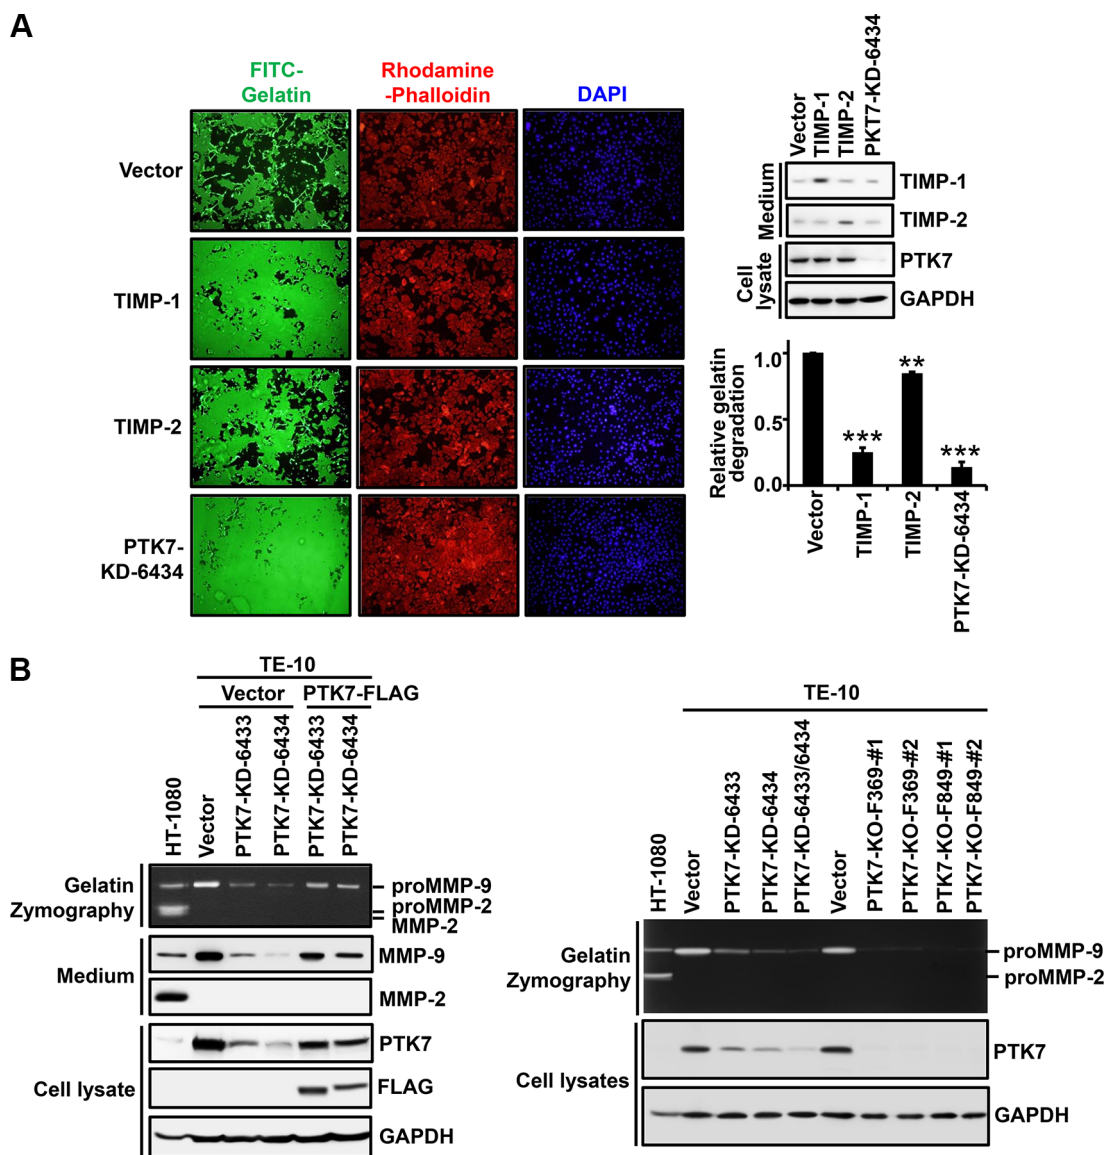 A
FITC-
Gelatin
Rhodamine
-Phalloidin
DAPI
Vector
TIMP-1
TIMP-2
PTK7-
KD-6434
Vector
TIMP-1
TIMP-2
PKT7-KD-6434
Medium
TIMP-1
TIMP-2
Cell
lysate
PTK7
GAPDH
Relative gelatin
degradation
1.0
0.5
0.0
***
**
***
Vector
TIMP-1
TIMP-2
PTK7-KD-6434
B
TE-10
Vector
PTK7-FLAG
HT-1080
Vector
PTK7-KD-6433
PTK7-KD-6434
PTK7-KD-6433
PTK7-KD-6434
Gelatin
Zymography
proMMP-9
proMMP-2
MMP-2
Medium
MMP-9
MMP-2
Cell lysate
PTK7
FLAG
GAPDH
TE-10
HT-1080
Vector
PTK7-KD-6433
PTK7-KD-6434
PTK7-KD-6433/6434
Vector
PTK7-KO-F369-#1
PTK7-KO-F369-#2
PTK7-KO-F849-#1
PTK7-KO-F849-#2
Gelatin
Zymography
proMMP-9
proMMP-2
Cell lysates
PTK7
GAPDH